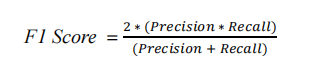 F1 Score = 2 * (Precision * Recall) / (Precision + Recall)